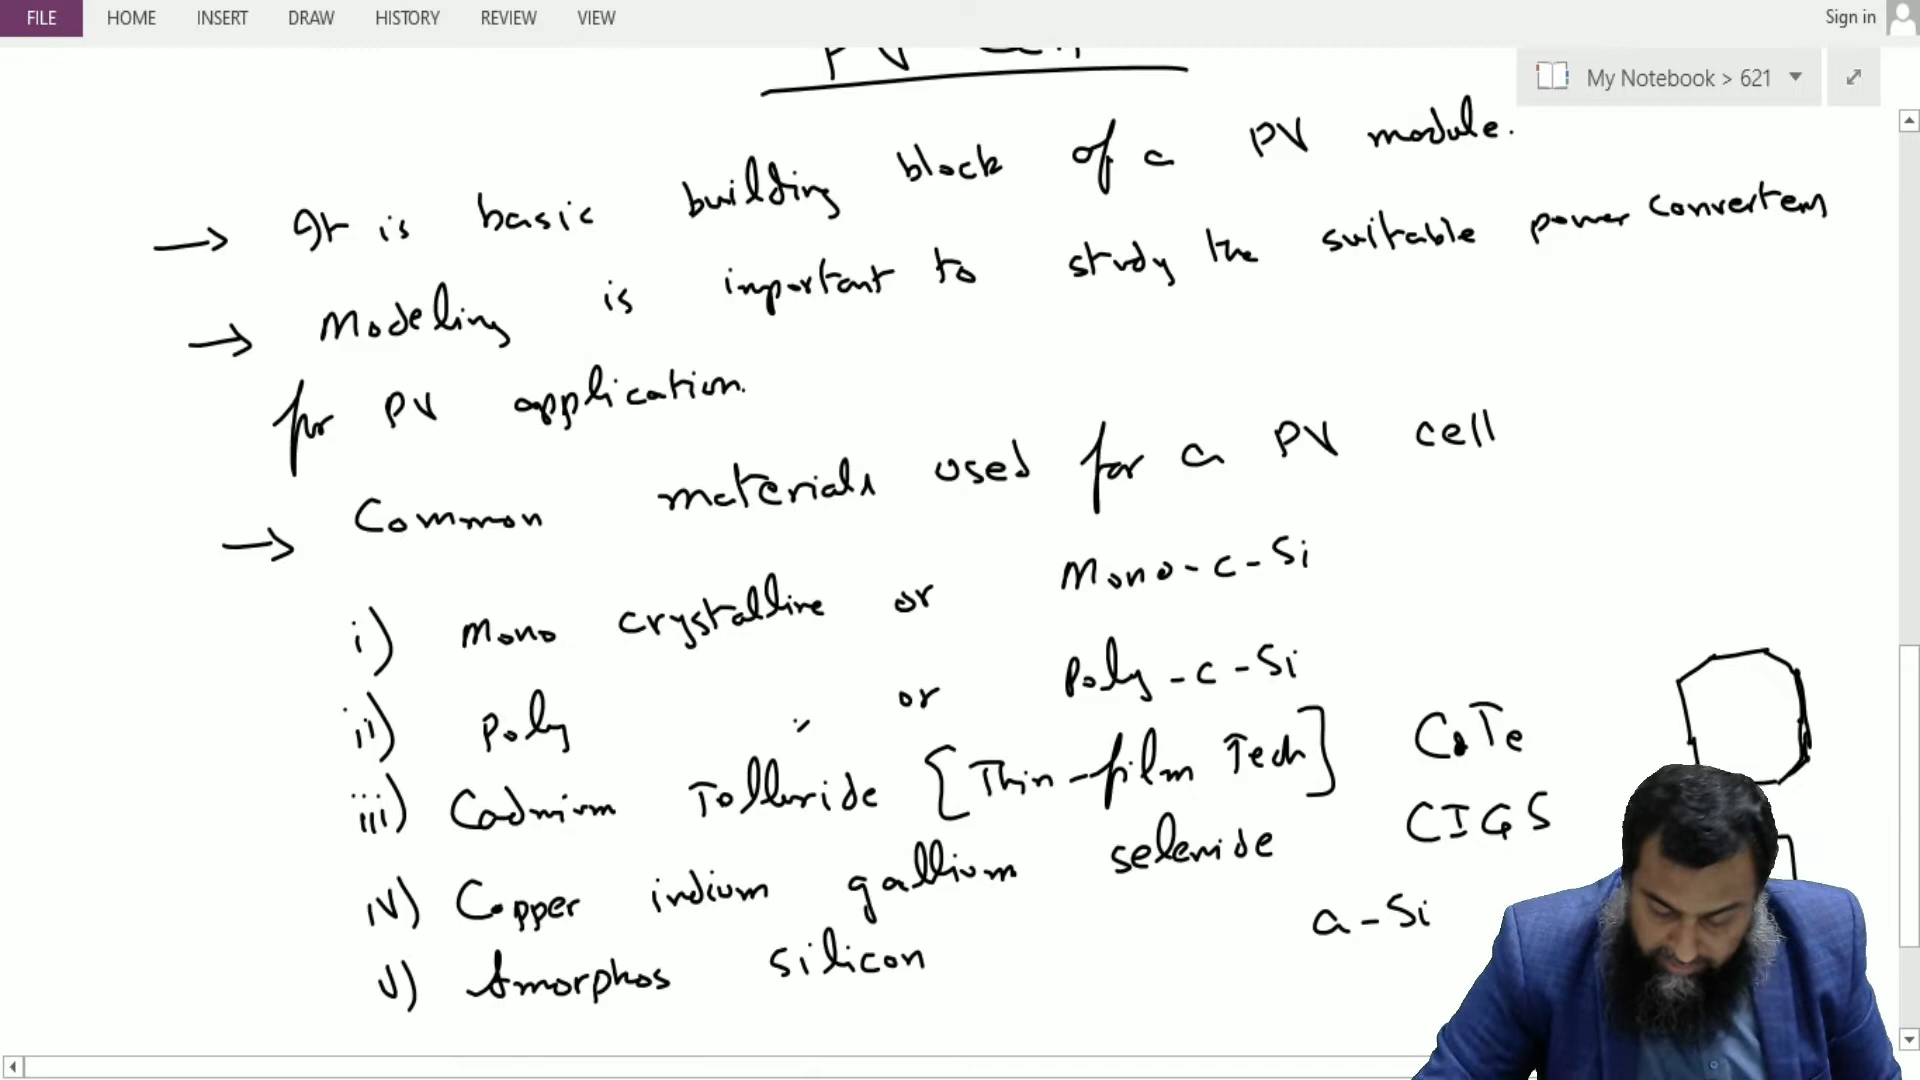 FILE HOME INSERT DRAW HISTORY REVIEW VIEW Sign in
PV cell
My Notebook > 621
→ It is basic building block of a PV module.
→ Modeling is important to study the suitable power converters
for PV application.
→ Common materials used for a PV cell
i) Mono crystalline or Mono-c-Si
ii) Poly " or Poly-c-Si
iii) Cadmium Tolluride [Thin-film Tech] CdTe
iv) Copper indium gallium selenide CIGS
v) Amorphos silicon a-Si